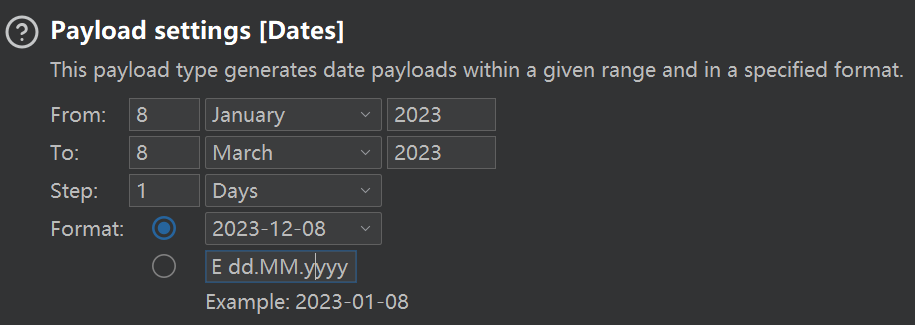 Payload settings [Dates]
This payload type generates date payloads within a given range and in a specified format.
From: 8 January 2023
To: 8 March 2023
Step: 1 Days
Format: 2023-12-08
E dd.MM.yyyy
Example: 2023-01-08